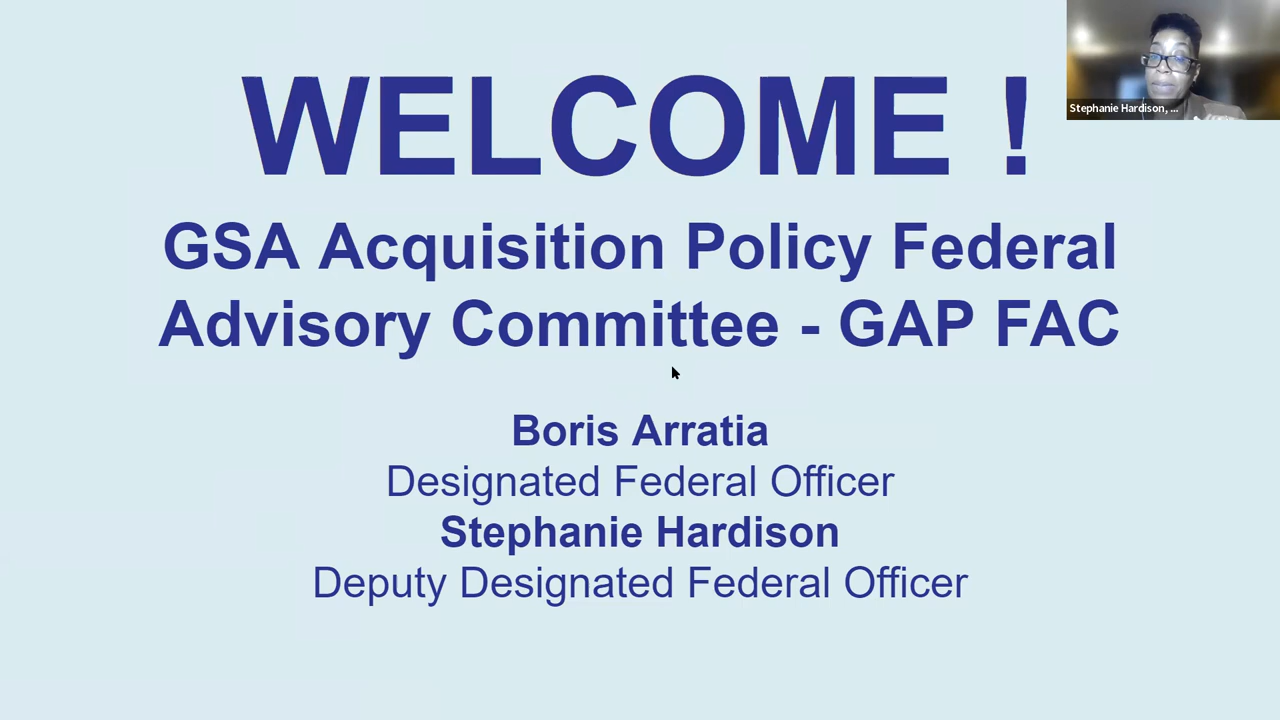 WELCOME !
Stephanie Hardison, ...
GSA Acquisition Policy Federal
Advisory Committee - GAP FAC
Boris Arratia
Designated Federal Officer
Stephanie Hardison
Deputy Designated Federal Officer